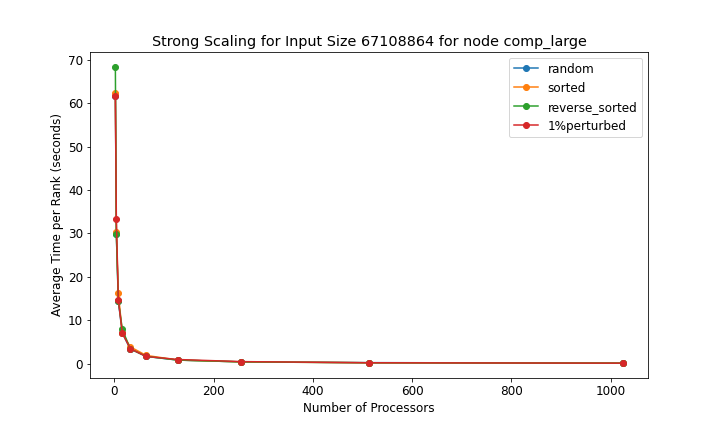 Strong Scaling for Input Size 67108864 for node comp_large
random
sorted
reverse_sorted
1%perturbed
Average Time per Rank (seconds)
70
60
50
40
30
20
10
0
0 200 400 600 800 1000
Number of Processors